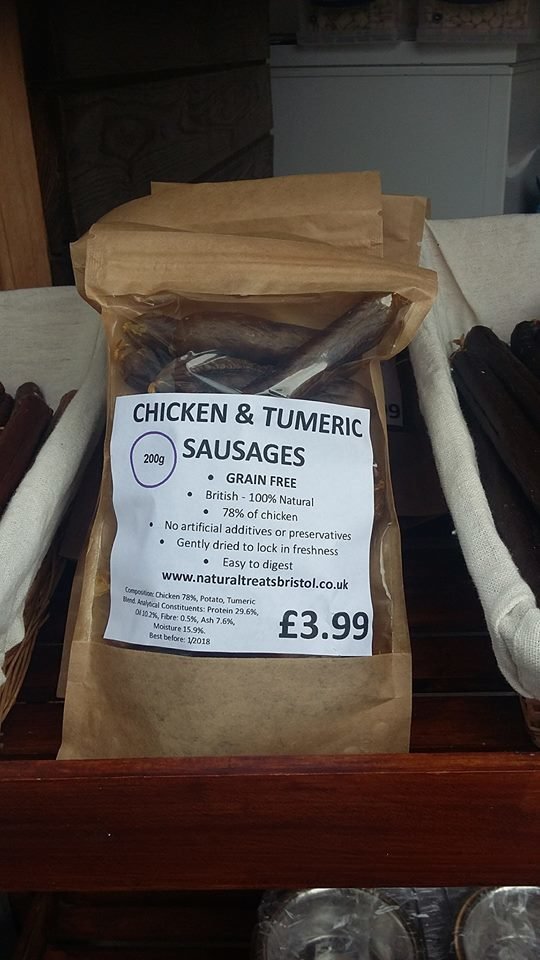 CHICKEN & TUMERIC
SAUSAGES
200g
• GRAIN FREE
• British - 100% Natural
• 78% of chicken
• No artificial additives or preservatives
• Gently dried to lock in freshness
• Easy to digest
www.naturaltreatsbristol.co.uk
Composition: Chicken 78%, Potato, Tumeric
Blend. Analytical Constituents: Protein 29.6%,
Oil 10.2%, Fibre: 0.5%, Ash 7.6%,
Moisture 15.9%.
Best before: 1/2018
£3.99
9